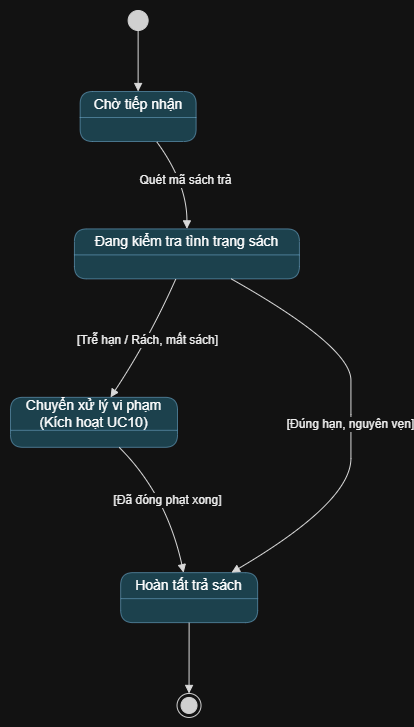 Chờ tiếp nhận
Quét mã sách trả
Đang kiểm tra tình trạng sách
[Trễ hạn / Rách, mất sách]
Chuyển xử lý vi phạm
(Kích hoạt UC10)
[Đúng hạn, nguyên vẹn]
[Đã đóng phạt xong]
Hoàn tất trả sách